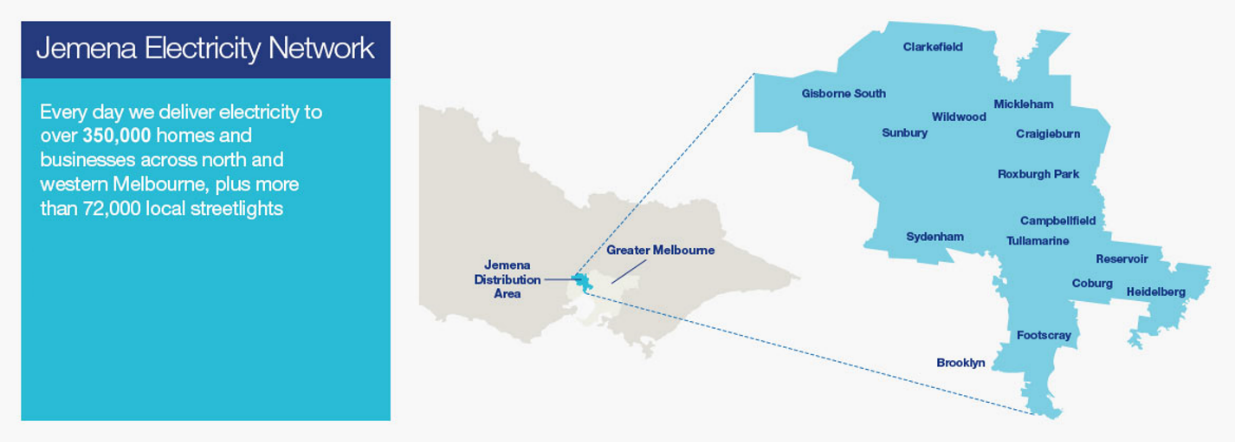 Jemena Electricity Network
Every day we deliver electricity to
over 350,000 homes and
businesses across north and
western Melbourne, plus more
than 72,000 local streetlights
Greater Melbourne
Jemena
Distribution
Area
Clarkefield
Gisborne South
Mickleham
Wildwood
Sunbury
Craigieburn
Roxburgh Park
Campbellfield
Sydenham
Tullamarine
Reservoir
Coburg
Heidelberg
Footscray
Brooklyn